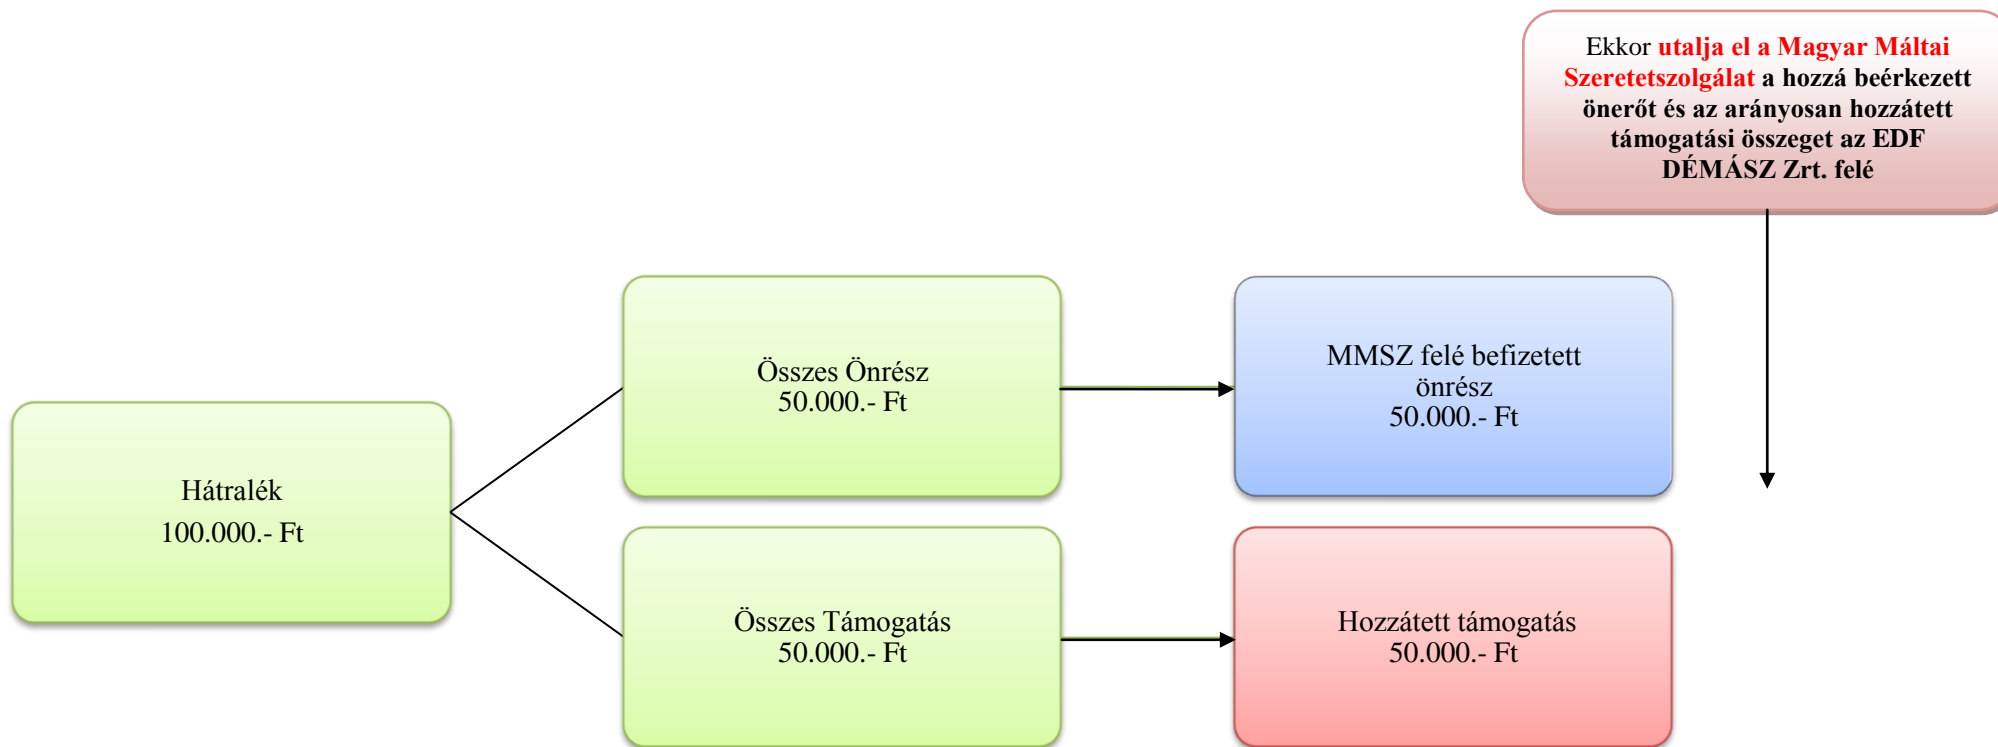 Ekkor utalja el a Magyar Máltai
Szeretetszolgálat a hozzá beérkezett
önerőt és az arányosan hozzátett
támogatási összeget az EDF
DÉMÁSZ Zrt. felé
Összes Önrész
50.000.- Ft
MMSZ felé befizetett
önrész
50.000.- Ft
Hátralék
100.000.- Ft
Összes Támogatás
50.000.- Ft
Hozzátett támogatás
50.000.- Ft